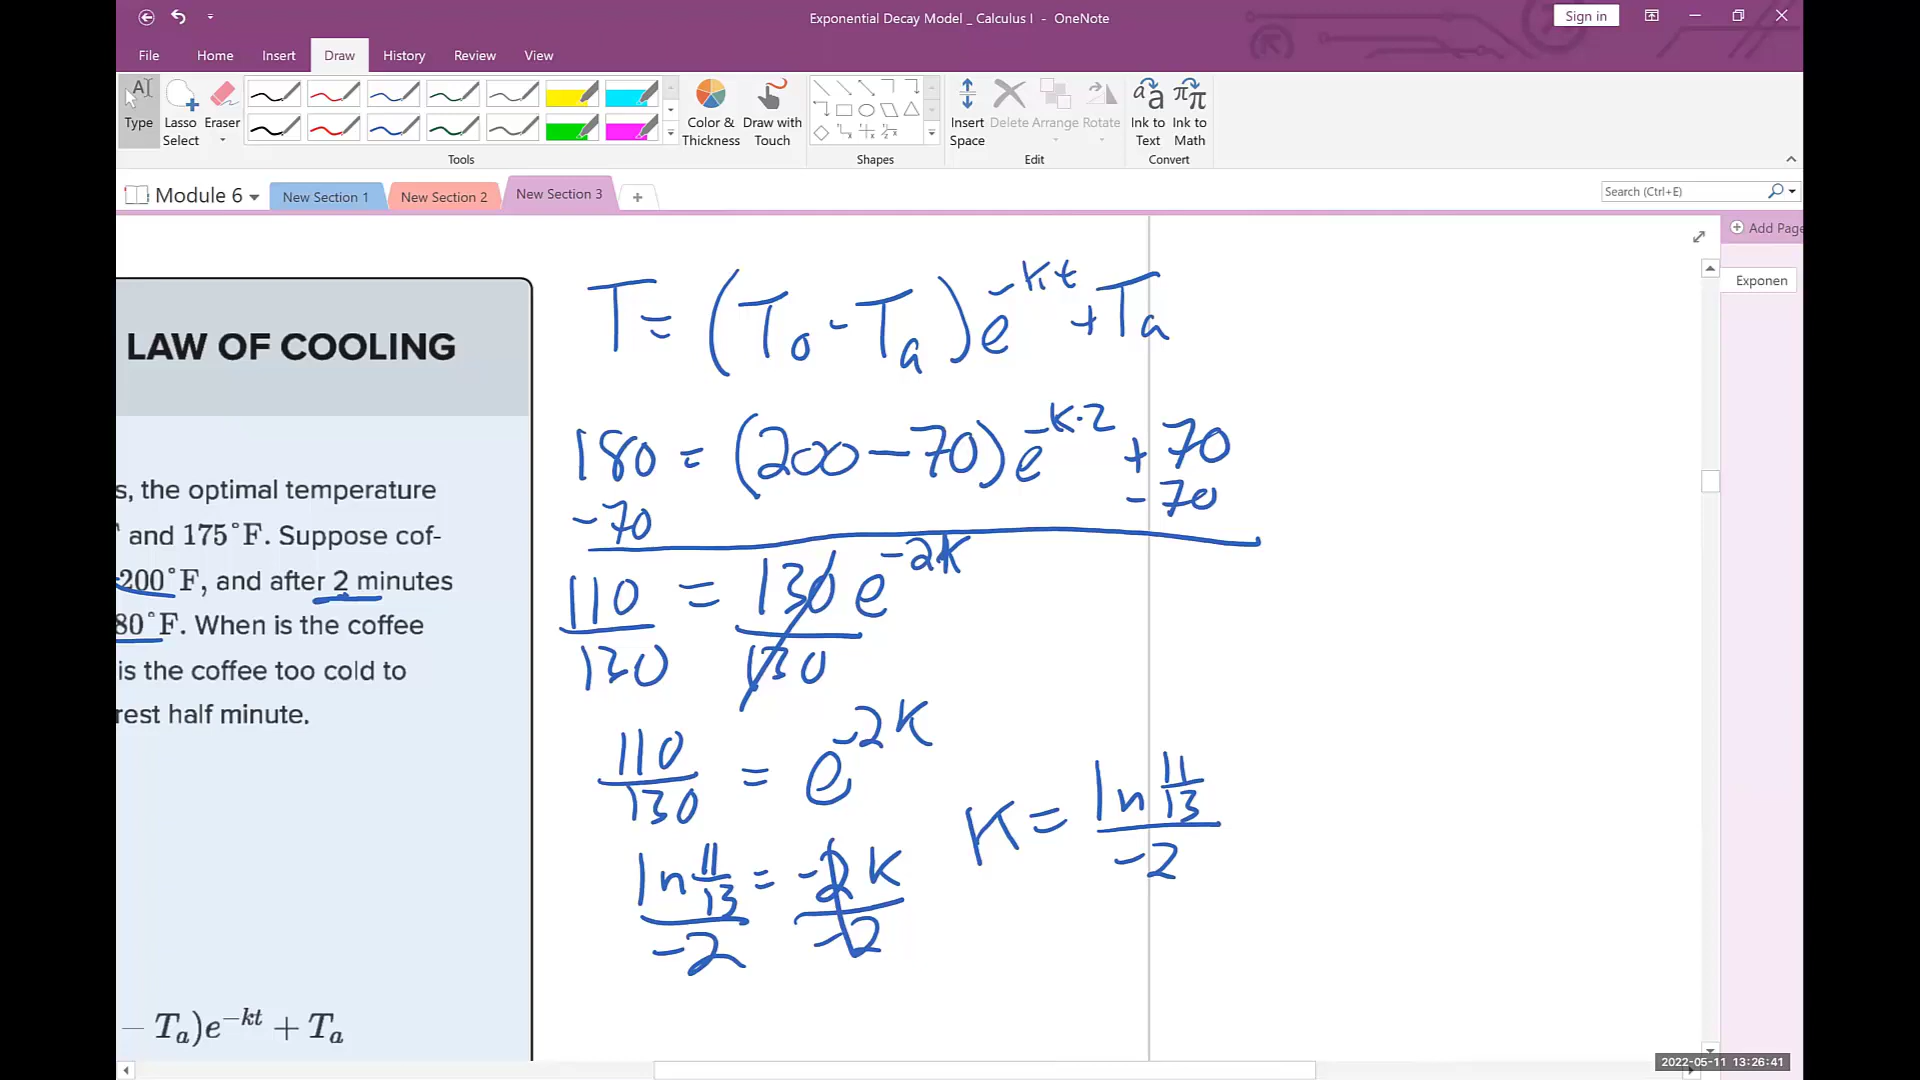 Exponential Decay Model _ Calculus I - OneNote
Sign in
File Home Insert Draw History Review View
Type
Lasso Select
Eraser
Color & Thickness
Draw with Touch
Insert Space
Delete Arrange Rotate
Ink to Text
Ink to Math
Tools Shapes Edit Convert
Module 6 New Section 1 New Section 2 New Section 3 +
Search (Ctrl+E)
Add Page
Exponen
LAW OF COOLING
s, the optimal temperature
and 175°F. Suppose cof-
200°F, and after 2 minutes
80°F. When is the coffee
is the coffee too cold to
rest half minute.
− Tₐ)e^(−kt) + Tₐ
T = (T₀ - Tₐ)e^(-kt) + Tₐ
180 = (200 - 70)e^(-k·2) + 70
-70 -70
110/130 = 130e^(-2k)/130
110/130 = e^(-2k)
K = ln 11/13 / -2
ln 11/13 / -2 = -2k / -2
2022-05-11 13:26:41